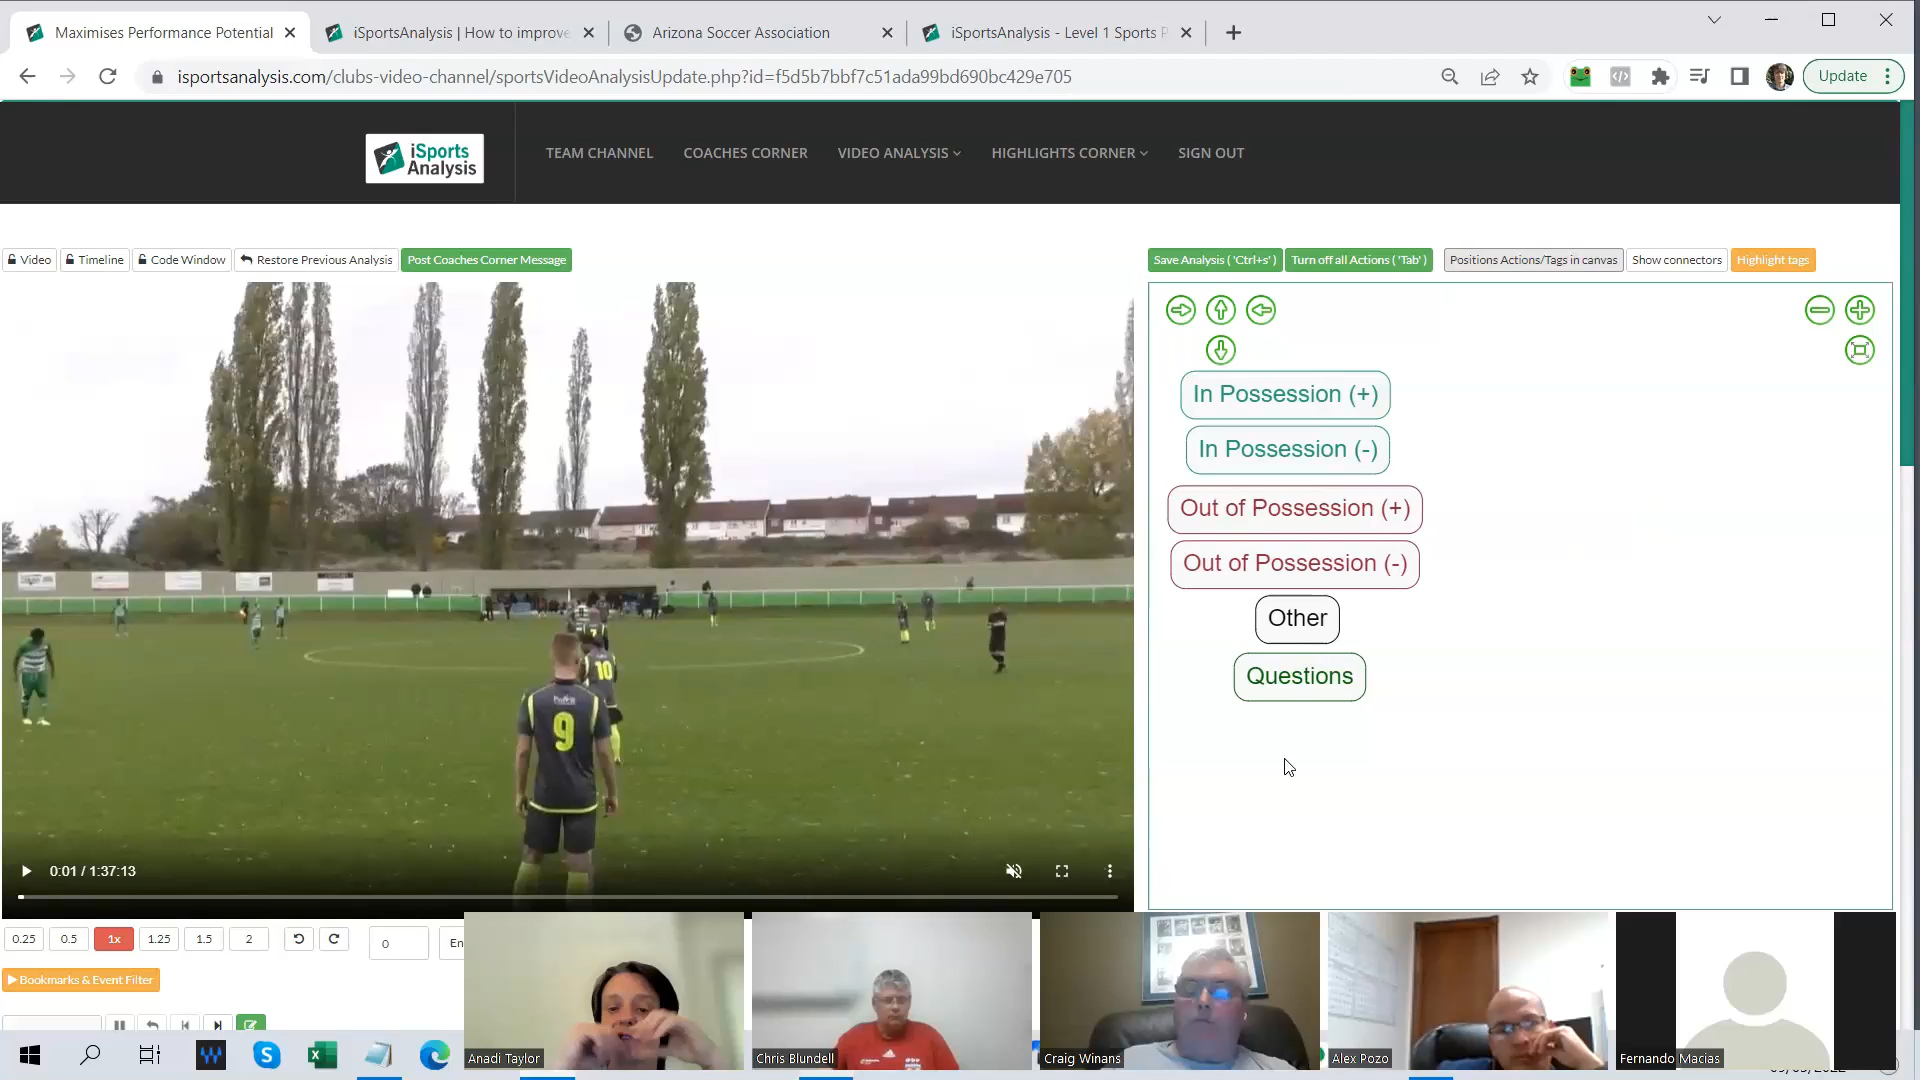 Maximises Performance Potential
iSportsAnalysis | How to improve
Arizona Soccer Association
iSportsAnalysis - Level 1 Sports P
isportsanalysis.com/clubs-video-channel/sportsVideoAnalysisUpdate.php?id=f5d5b7bbf7c51ada99bd690bc429e705
Update
iSports
Analysis
TEAM CHANNEL
COACHES CORNER
VIDEO ANALYSIS
HIGHLIGHTS CORNER
SIGN OUT
Video
Timeline
Code Window
Restore Previous Analysis
Post Coaches Corner Message
Save Analysis ( 'Ctrl+s' )
Turn off all Actions ( 'Tab' )
Positions Actions/Tags in canvas
Show connectors
Highlight tags
In Possession (+)
In Possession (-)
Out of Possession (+)
Out of Possession (-)
Other
Questions
7
10
9
0:01 / 1:37:13
0.25
0.5
1x
1.25
1.5
2
0
En
Bookmarks & Event Filter
Anadi Taylor
Chris Blundell
Craig Winans
Alex Pozo
Fernando Macias